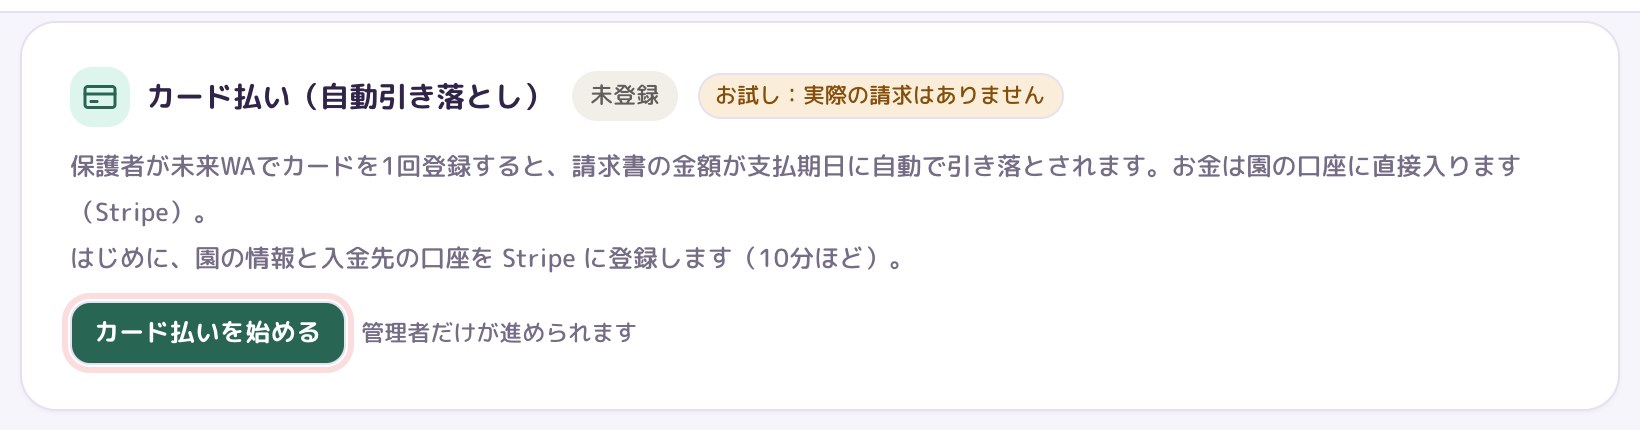 カード払い（自動引き落とし） 未登録 お試し：実際の請求はありません
保護者が未来WAでカードを1回登録すると、請求書の金額が支払期日に自動で引き落とされます。お金は園の口座に直接入ります
（Stripe）。
はじめに、園の情報と入金先の口座を Stripe に登録します（10分ほど）。
カード払いを始める 管理者だけが進められます